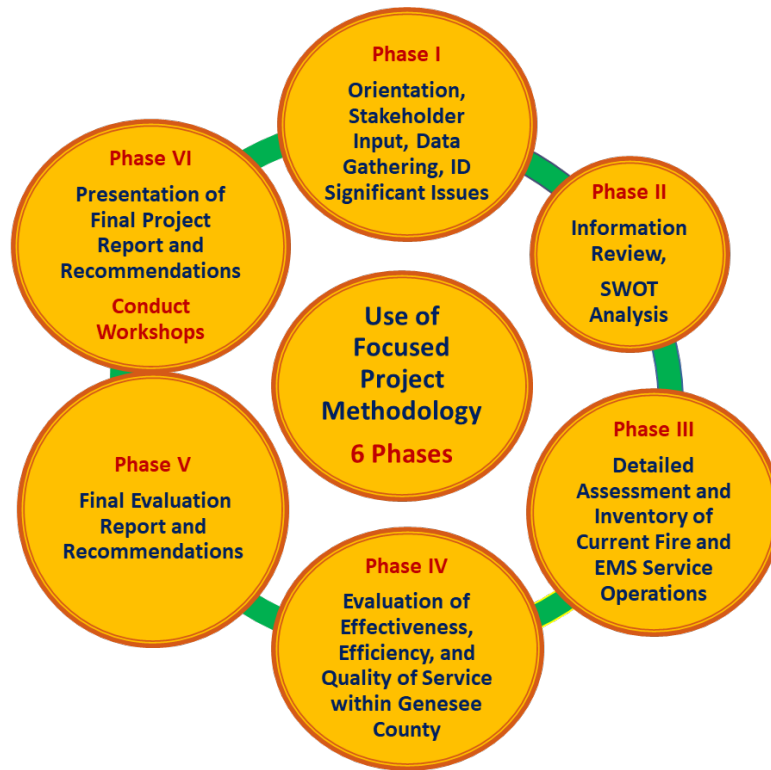 Phase I
Orientation,
Stakeholder
Input, Data
Gathering, ID
Significant Issues
Phase II
Information
Review,
SWOT
Analysis
Phase III
Detailed
Assessment and
Inventory of
Current Fire and
EMS Service
Operations
Phase IV
Evaluation of
Effectiveness,
Efficiency, and
Quality of Service
within Genesee
County
Phase V
Final Evaluation
Report and
Recommendations
Phase VI
Presentation of
Final Project
Report and
Recommendations
Conduct
Workshops
Use of
Focused
Project
Methodology
6 Phases